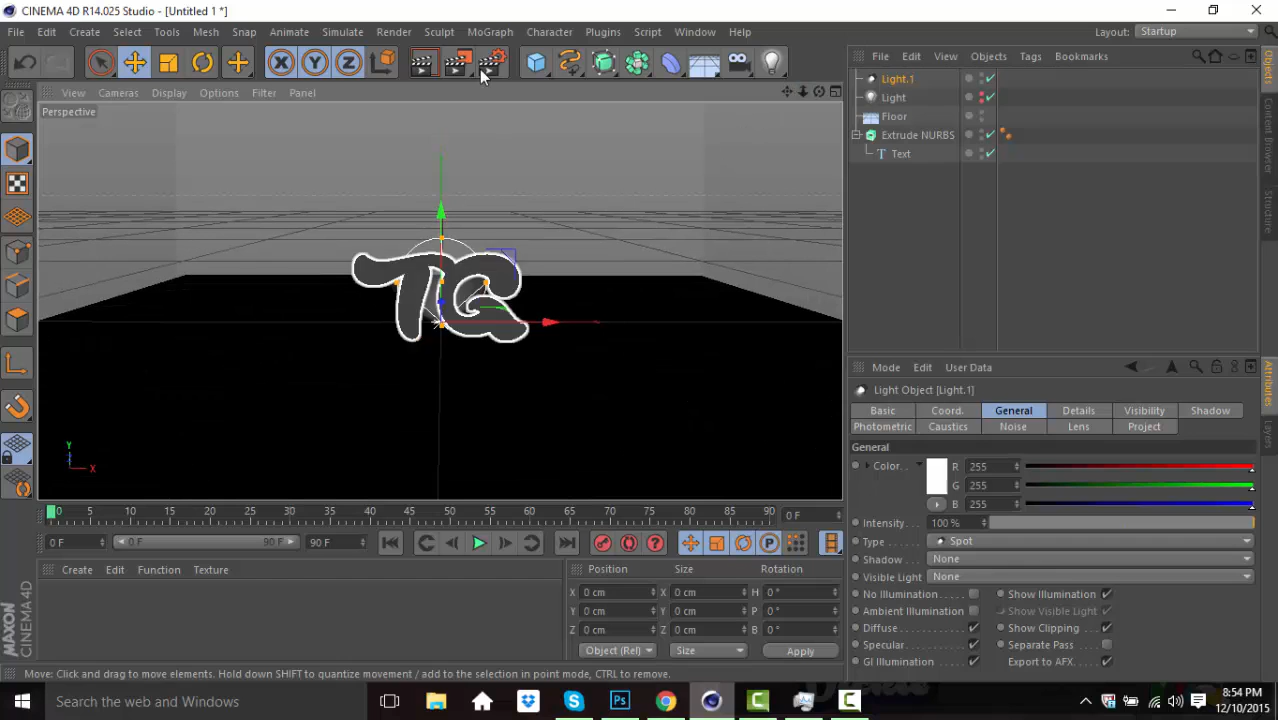 CINEMA 4D R14.025 Studio - [Untitled 1 *]
File Edit Create Select Tools Mesh Snap Animate Simulate Render Sculpt MoGraph Character Plugins Script Window Help Layout: Startup
X Y Z
File Edit View Objects Tags Bookmarks
View Cameras Display Options Filter Panel
Perspective
Light.1
Light
Floor
Extrude NURBS
T Text
Objects
Content Browser
Structure
TG
Y
X
Mode Edit User Data
Light Object [Light.1]
Basic Coord. General Details Visibility Shadow
Photometric Caustics Noise Lens Project
General
Color. . R 255
G 255
B 255
Intensity. . 100 %
Type . . . . Spot
Shadow . . None
Visible Light . None
No Illumination . . . Show Illumination
Ambient Illumination Show Visible Light
Diffuse . . . . . . . . . Show Clipping
Specular. . . . . . . . Separate Pass
GI Illumination . . . . Export to AFX.
Attributes
Layers
0 5 10 15 20 25 30 35 40 45 50 55 60 65 70 75 80 85 90 0 F
0 F 0 F 90 F 90 F
P
Create Edit Function Texture
Position Size Rotation
X 0 cm X 0 cm H 0 °
Y 0 cm Y 0 cm P 0 °
Z 0 cm Z 0 cm B 0 °
Object (Rel) Size Apply
MAXON
CINEMA 4D
Move: Click and drag to move elements. Hold down SHIFT to quantize movement / add to the selection in point mode, CTRL to remove.
Search the web and Windows
Ps
8:54 PM
12/10/2015